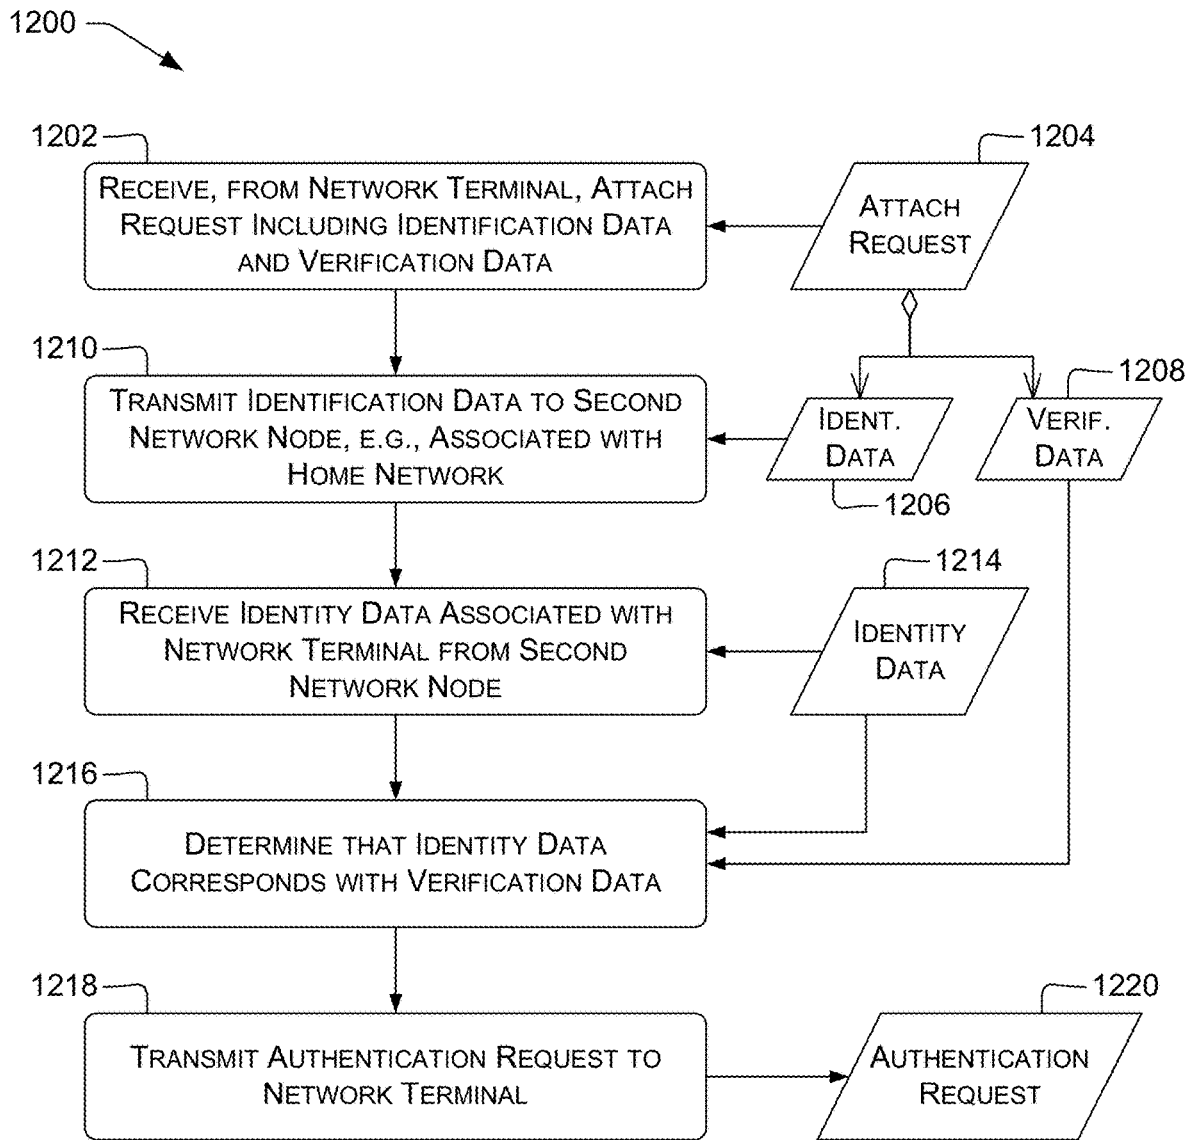 1200
1202
1204
RECEIVE, FROM NETWORK TERMINAL, ATTACH
REQUEST INCLUDING IDENTIFICATION DATA
AND VERIFICATION DATA
ATTACH
REQUEST
1210
1208
TRANSMIT IDENTIFICATION DATA TO SECOND
NETWORK NODE, E.G., ASSOCIATED WITH
HOME NETWORK
IDENT.
DATA
VERIF.
DATA
1206
1212
1214
RECEIVE IDENTITY DATA ASSOCIATED WITH
NETWORK TERMINAL FROM SECOND
NETWORK NODE
IDENTITY
DATA
1216
DETERMINE THAT IDENTITY DATA
CORRESPONDS WITH VERIFICATION DATA
1218
1220
TRANSMIT AUTHENTICATION REQUEST TO
NETWORK TERMINAL
AUTHENTICATION
REQUEST